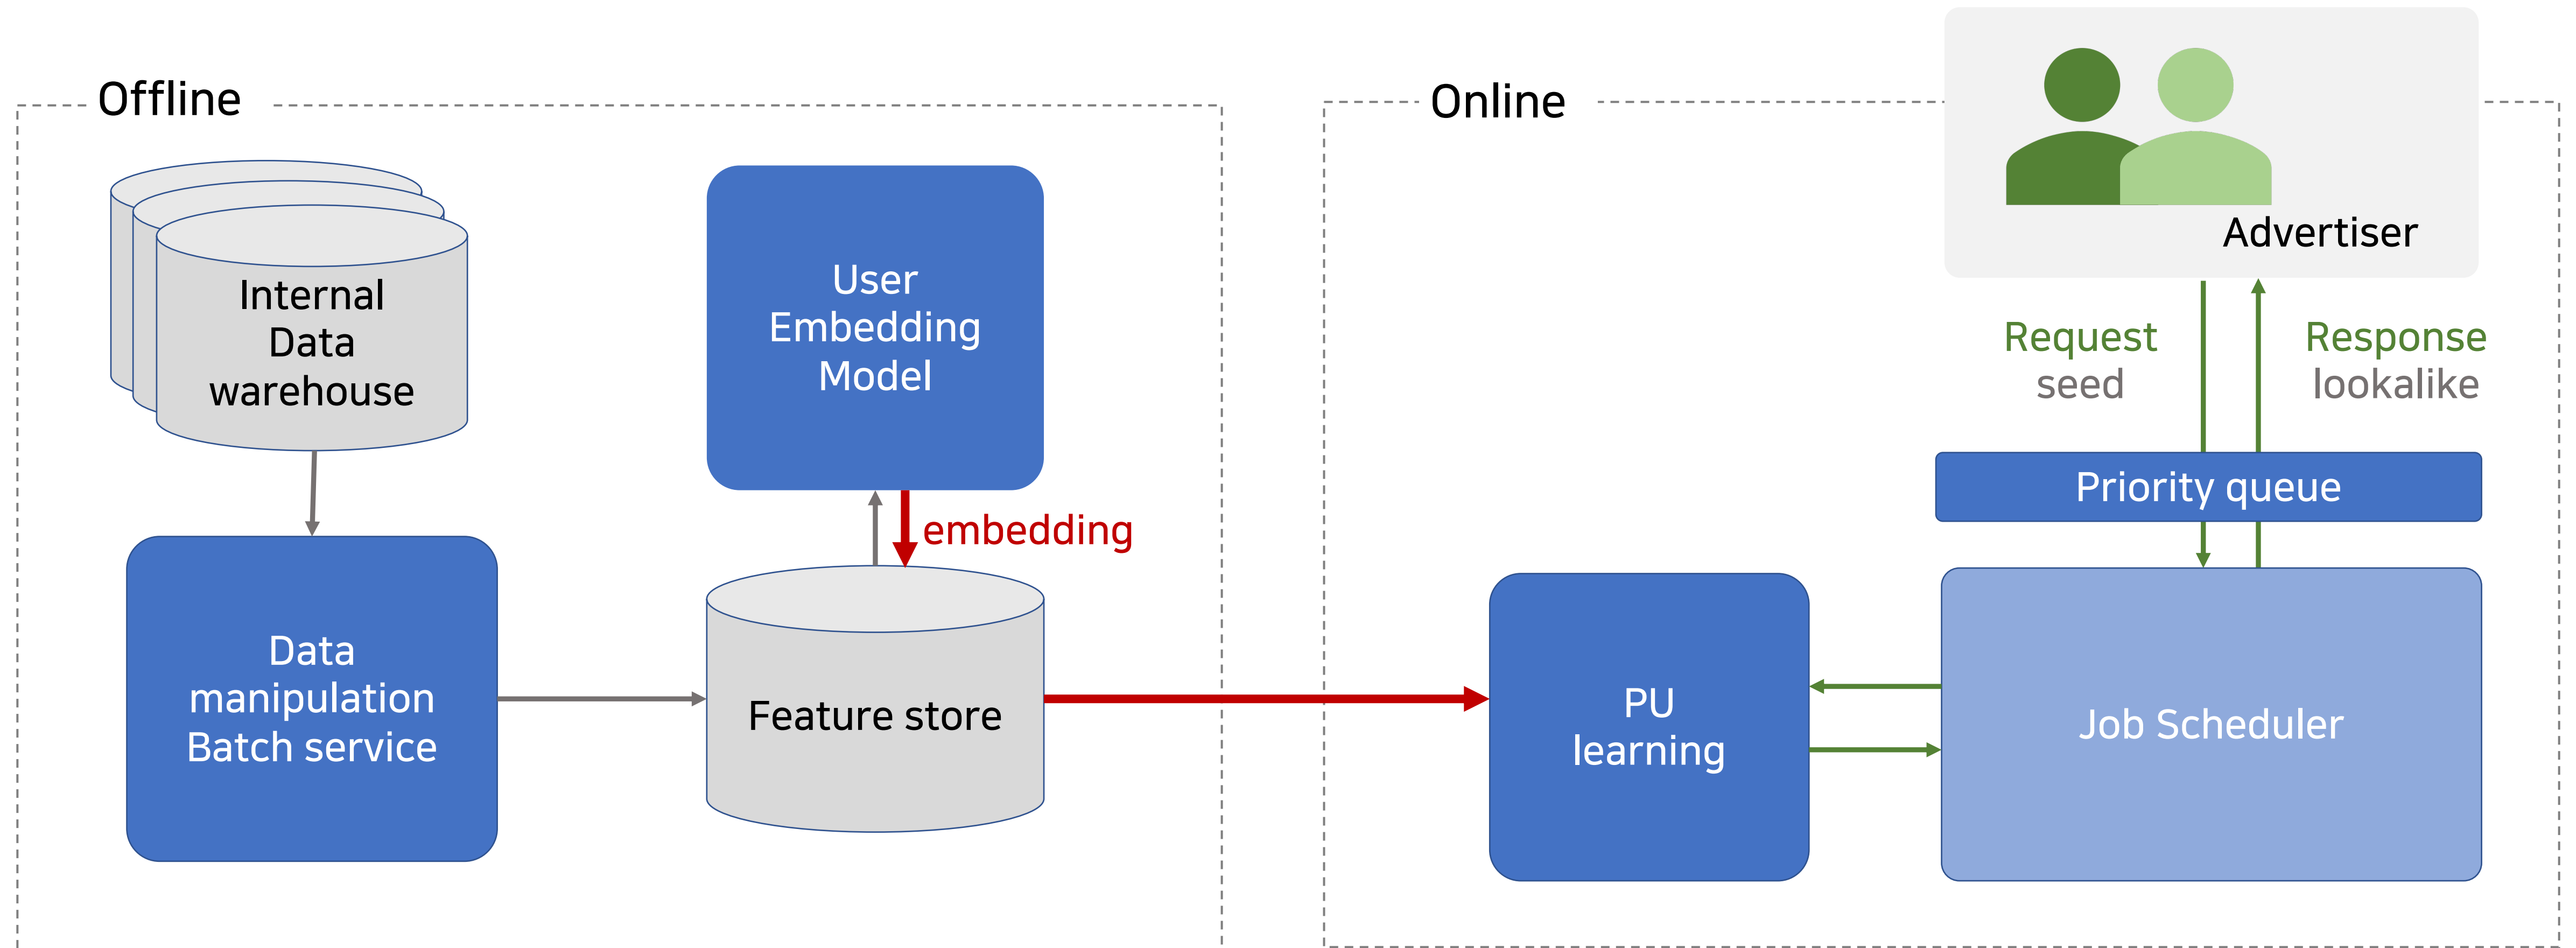 Offline
Internal
Data
warehouse
Data
manipulation
Batch service
User
Embedding
Model
embedding
Feature store
Online
Advertiser
Request
seed
Response
lookalike
Priority queue
PU
learning
Job Scheduler